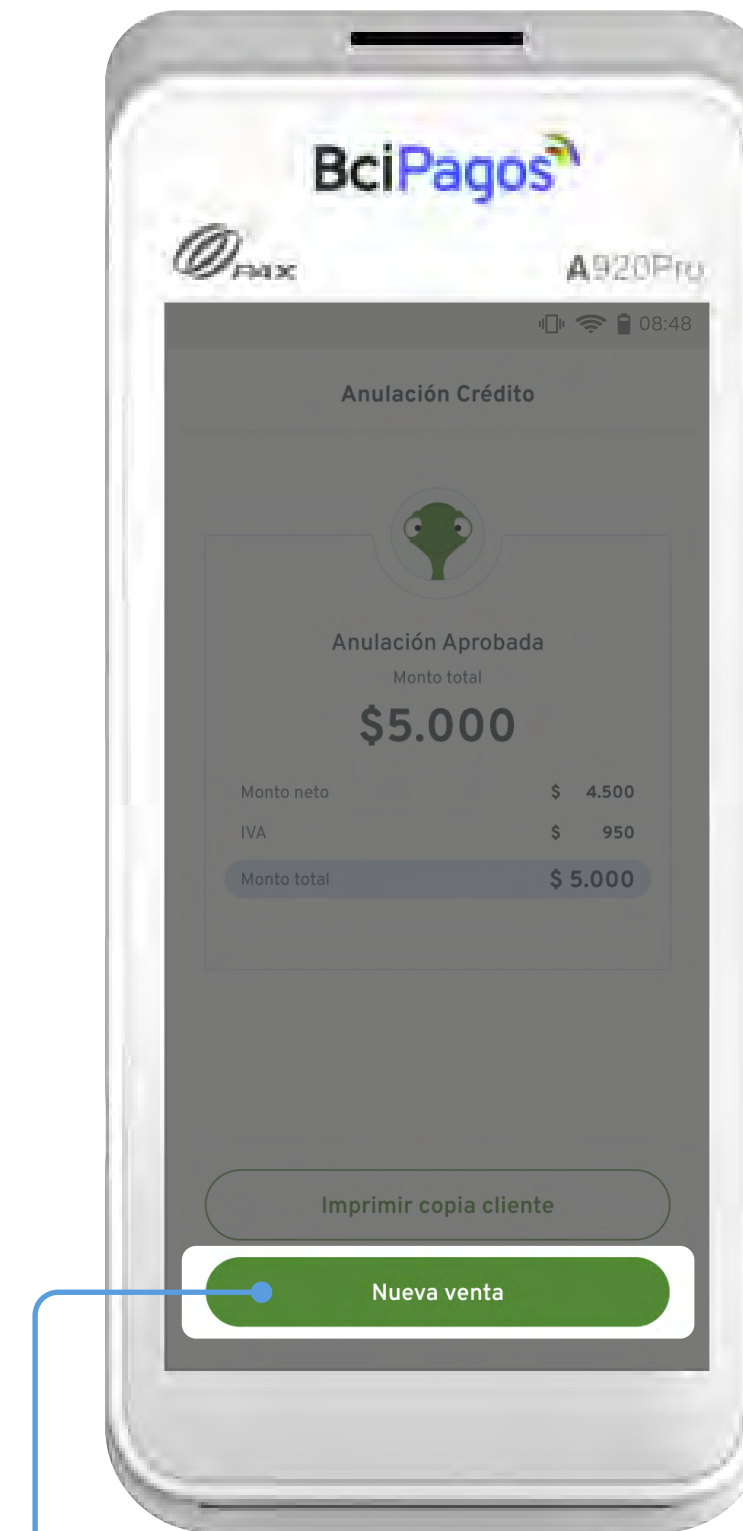 BciPagos
PAX A920Pro
08:48
Anulación Crédito
Anulación Aprobada
Monto total
$5.000
Monto neto $ 4.500
IVA $ 950
Monto total $ 5.000
Imprimir copia cliente
Nueva venta